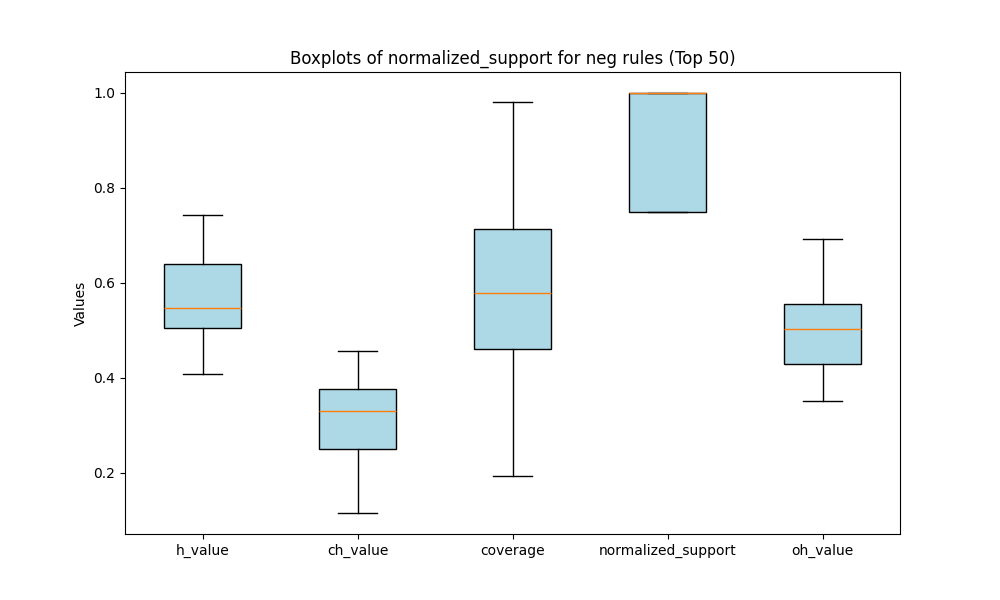 Boxplots of normalized_support for neg rules (Top 50)
Values
1.0
0.8
0.6
0.4
0.2
h_value
ch_value
coverage
normalized_support
oh_value